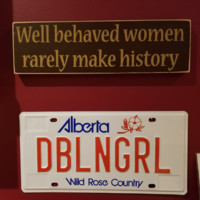 Well behaved women
rarely make history
Alberta
DBLNGRL
Wild Rose Country